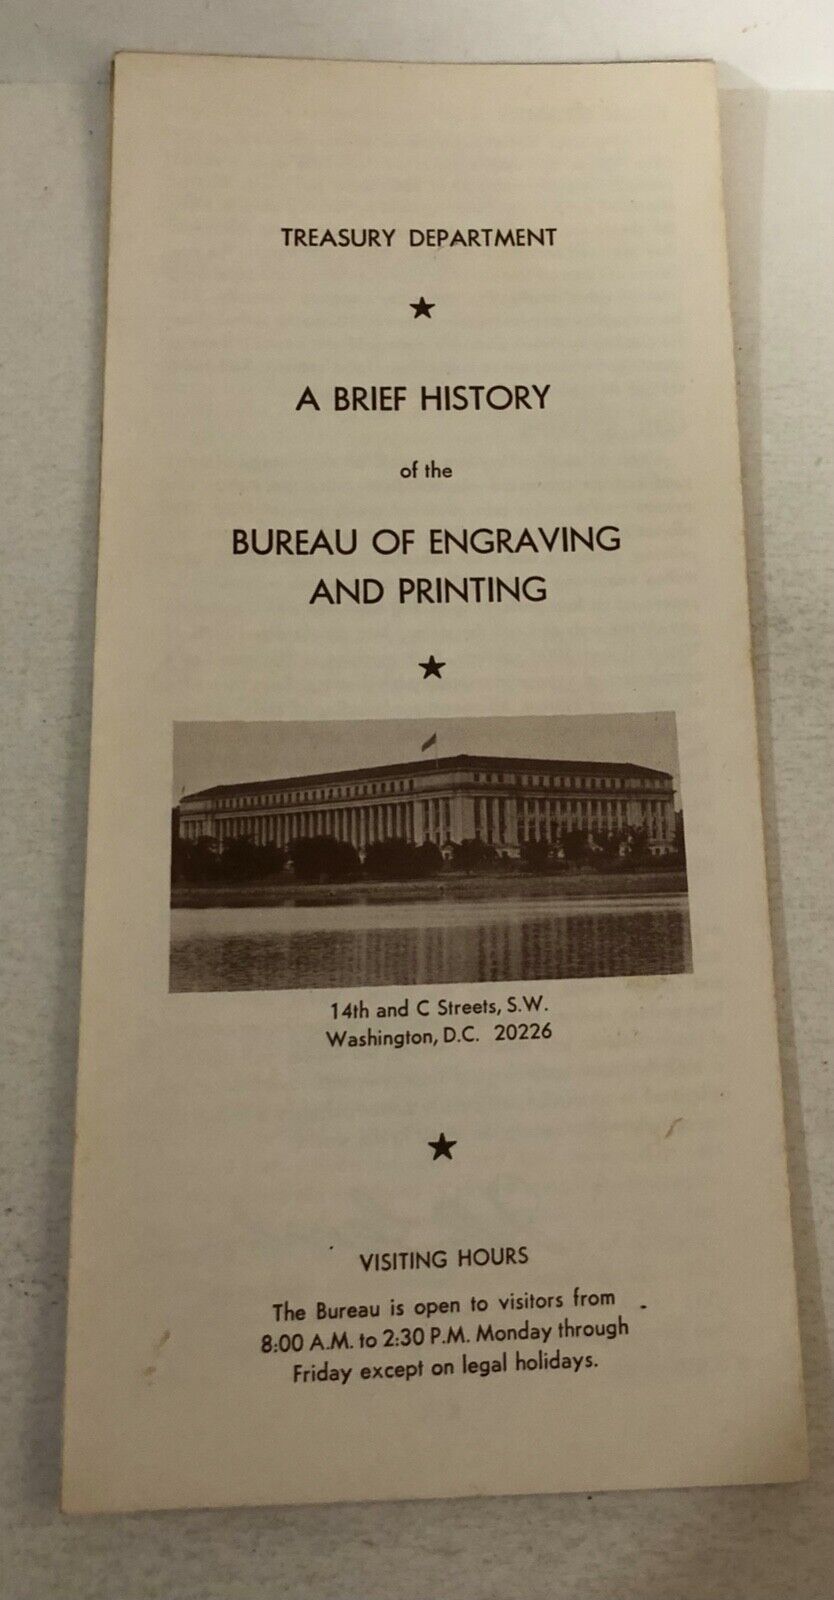 TREASURY DEPARTMENT
A BRIEF HISTORY
of the
BUREAU OF ENGRAVING
AND PRINTING
14th and C Streets, S.W.
Washington, D.C. 20226
VISITING HOURS
The Bureau is open to visitors from
8:00 A.M. to 2:30 P.M. Monday through
Friday except on legal holidays.